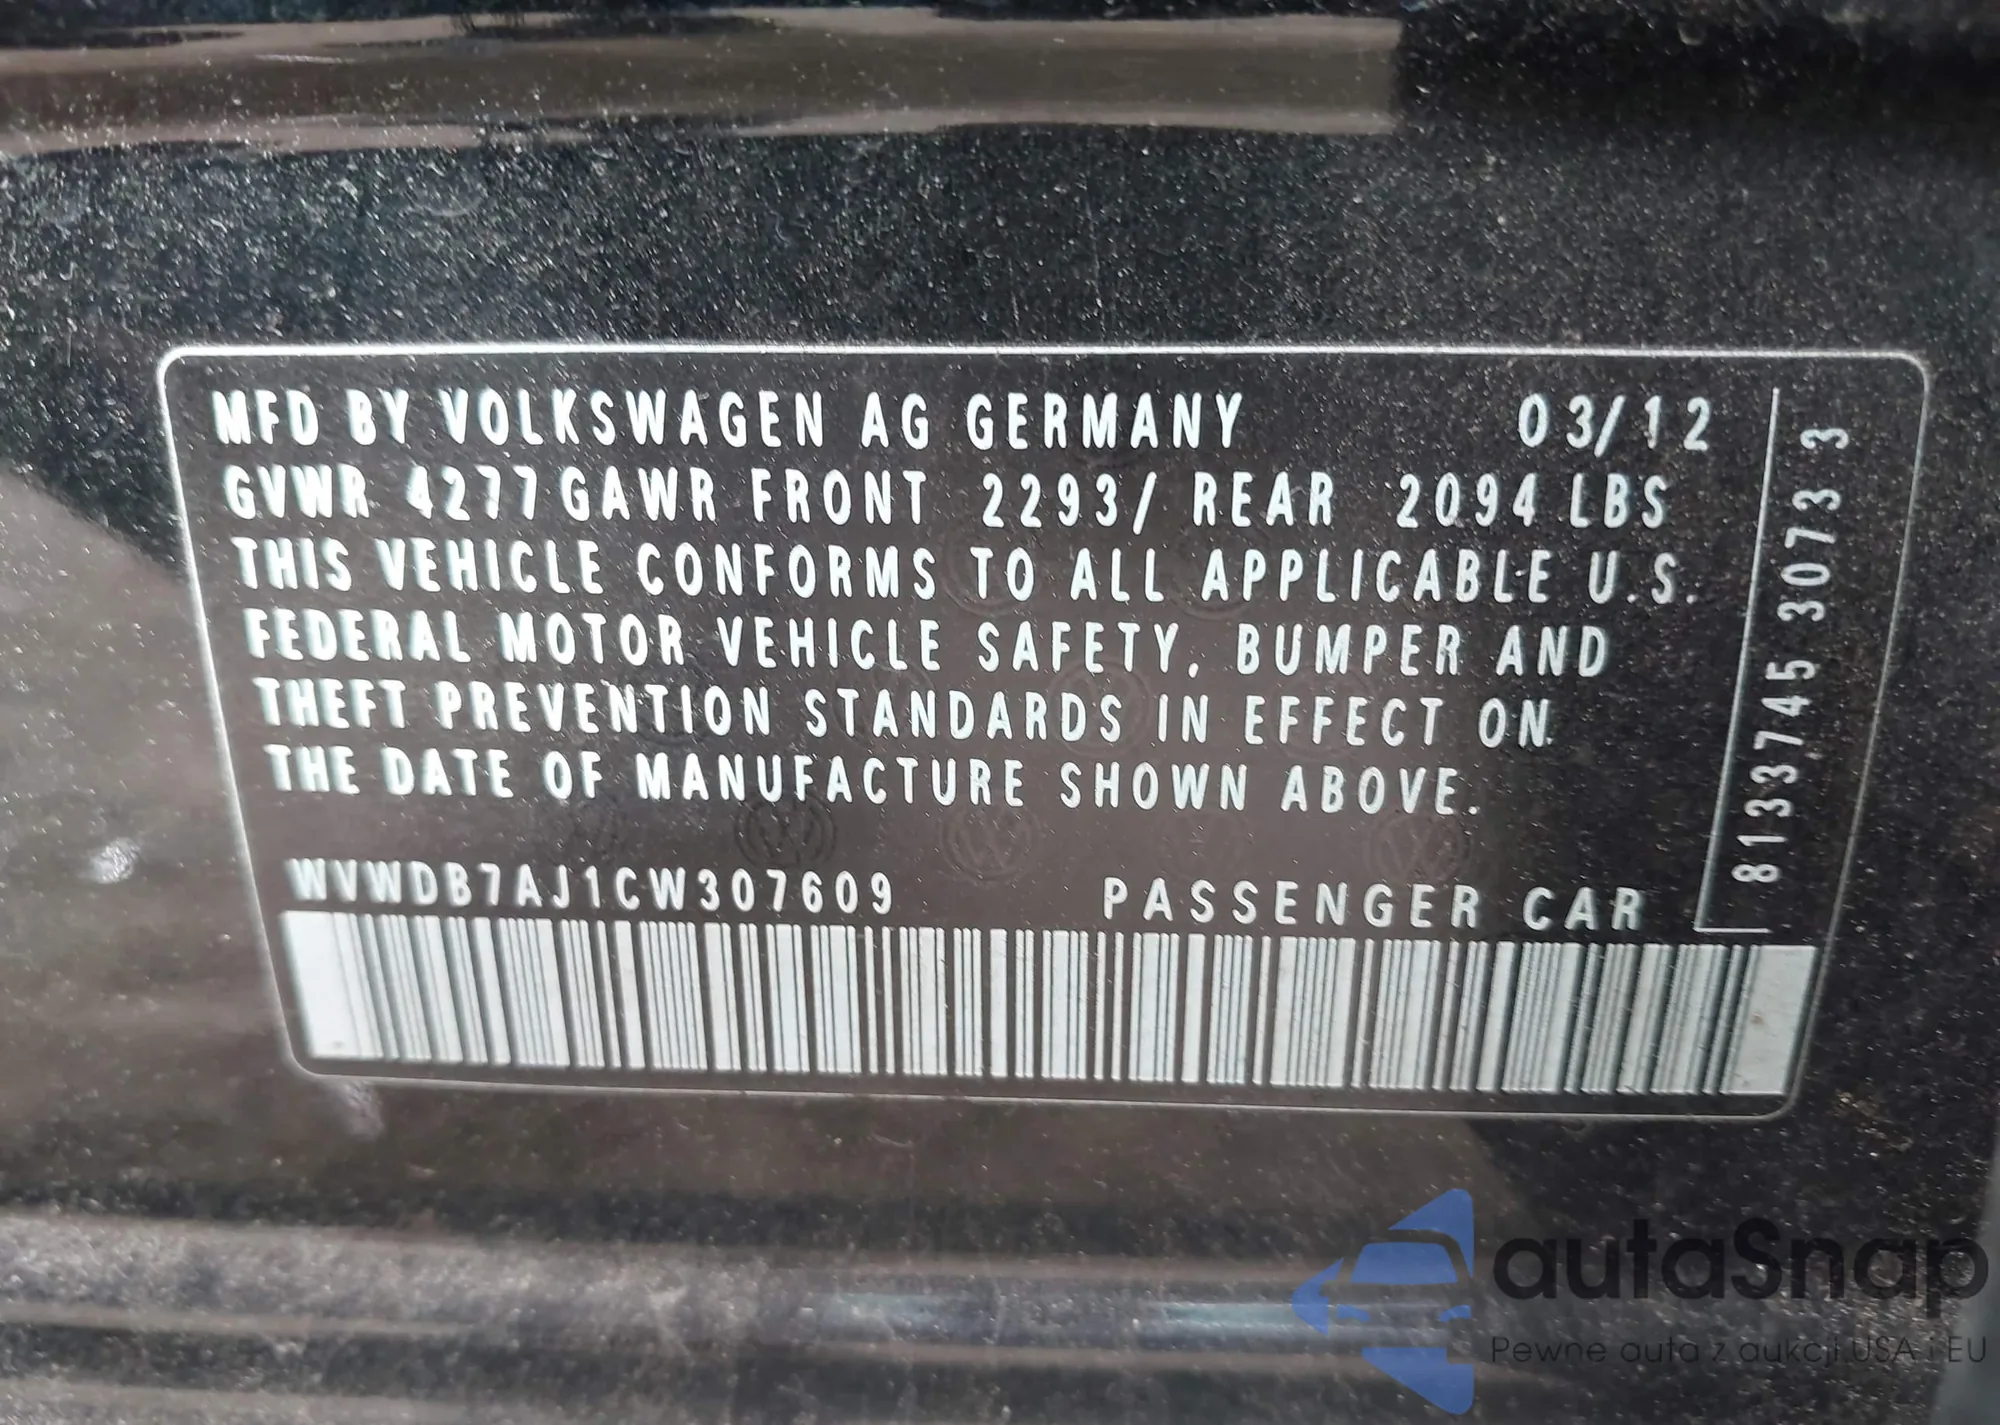 MFD BY VOLKSWAGEN AG GERMANY 03/12
GVWR 4277 GAWR FRONT 2293/ REAR 2094 LBS
THIS VEHICLE CONFORMS TO ALL APPLICABLE U.S.
FEDERAL MOTOR VEHICLE SAFETY, BUMPER AND
THEFT PREVENTION STANDARDS IN EFFECT ON
THE DATE OF MANUFACTURE SHOWN ABOVE.
WVWDB7AJ1CW307609 PASSENGER CAR
8133745 3073 3
autaSnap
Pewne auta z aukcji USA i EU